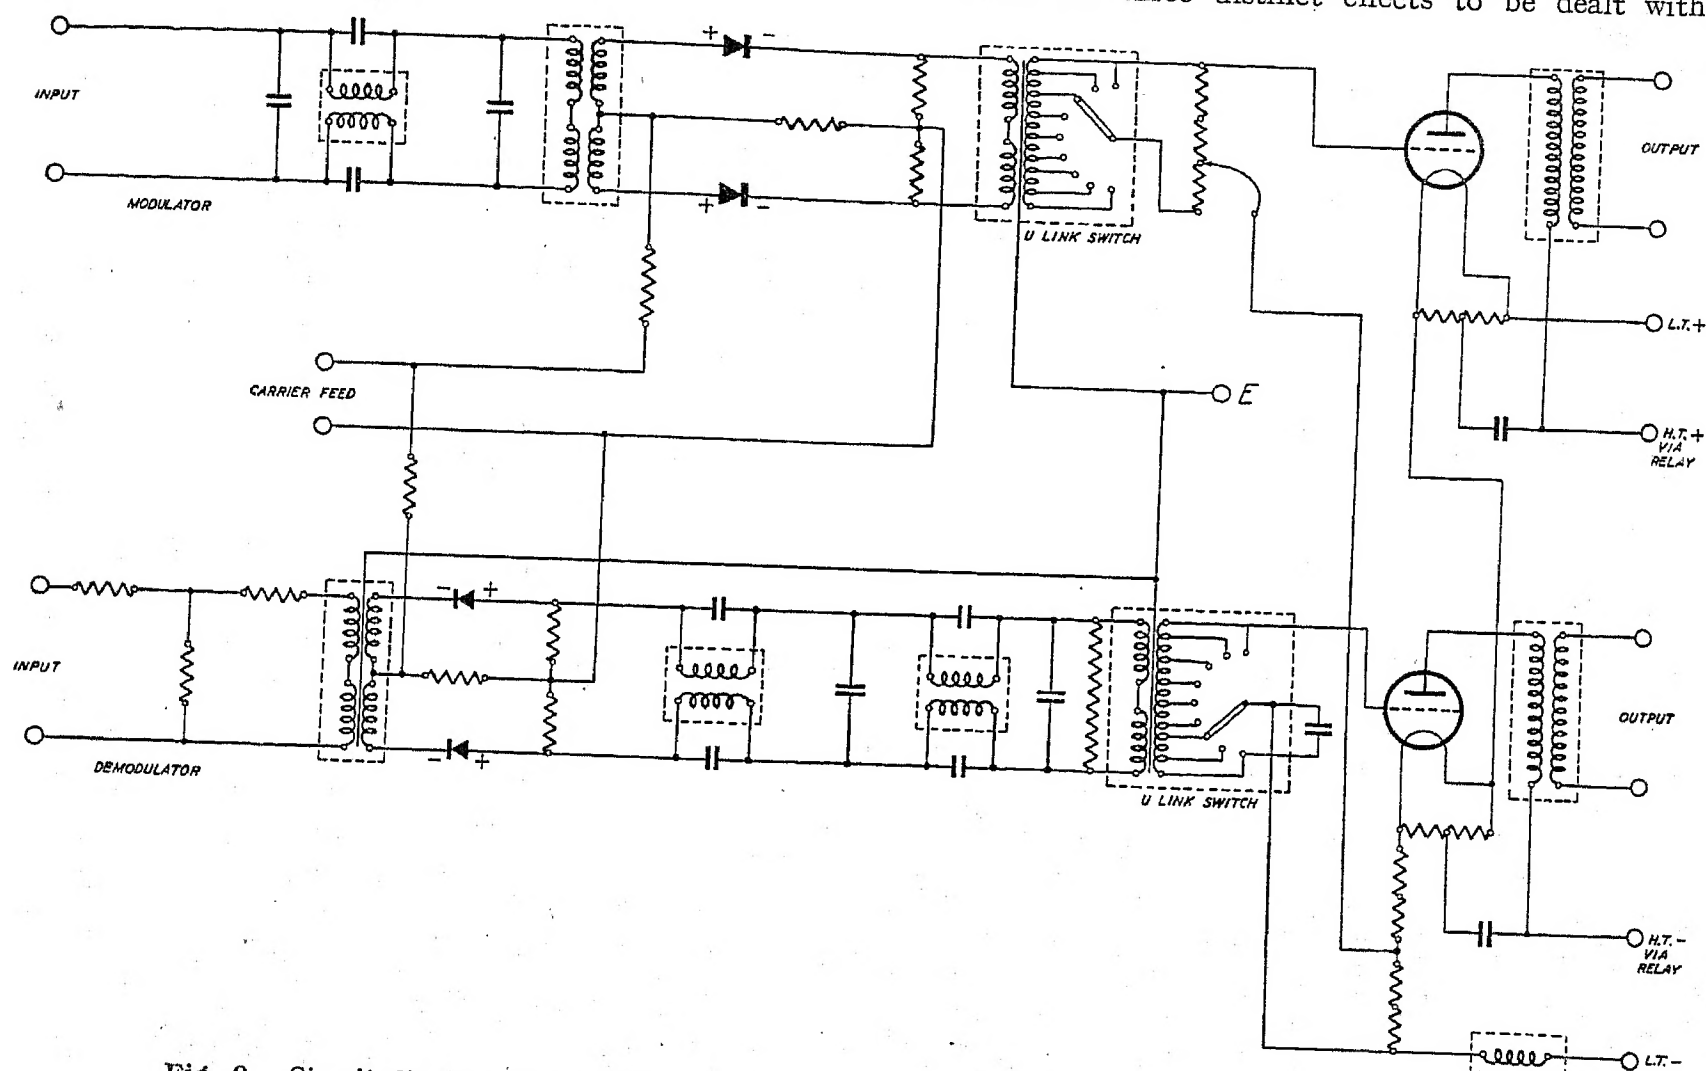 distinct effects to be dealt with
INPUT
MODULATOR
+ -
+ -
U LINK SWITCH
OUTPUT
L.T.+
H.T.+
VIA
RELAY
CARRIER FEED
E
INPUT
DEMODULATOR
- +
- +
U LINK SWITCH
OUTPUT
H.T.-
VIA
RELAY
L.T.-